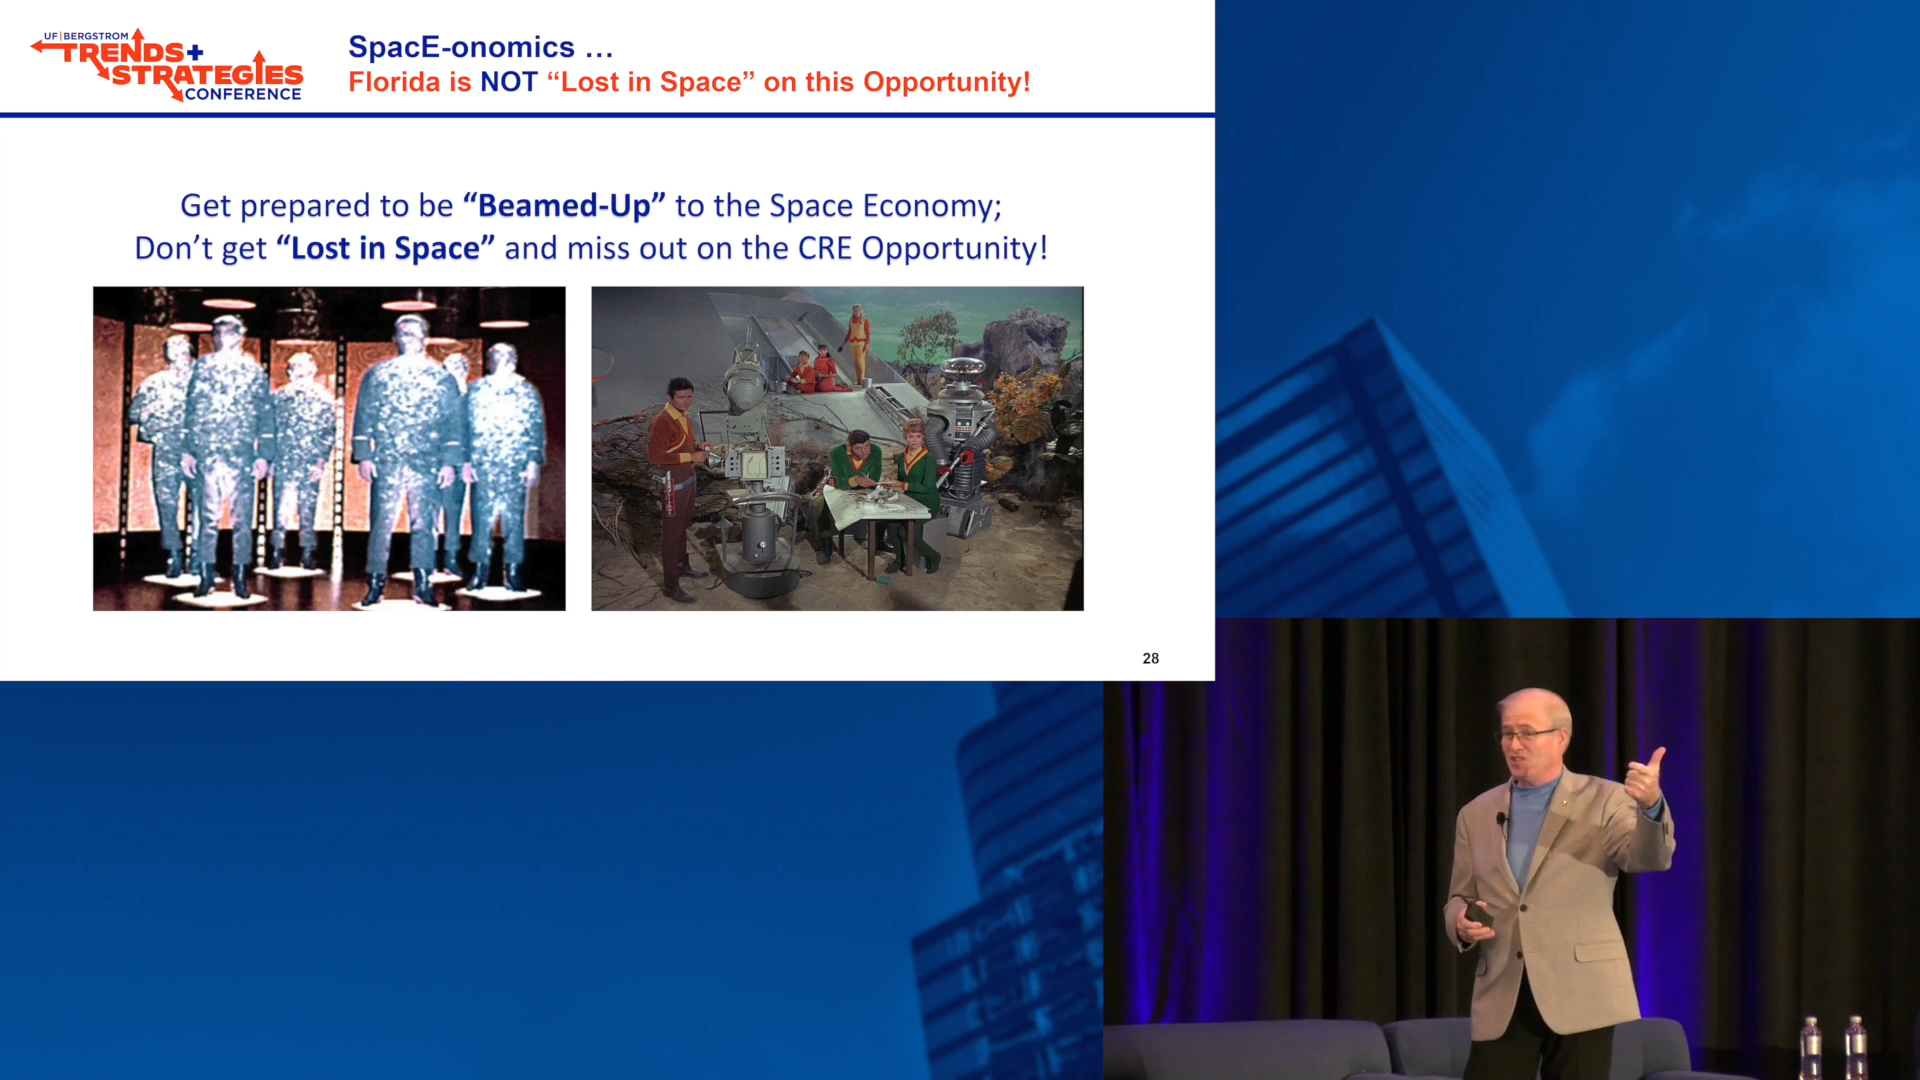 UF|BERGSTROM
TRENDS+
STRATEGIES
CONFERENCE
SpacE-onomics …
Florida is NOT “Lost in Space” on this Opportunity!
Get prepared to be “Beamed-Up” to the Space Economy;
Don’t get “Lost in Space” and miss out on the CRE Opportunity!
28